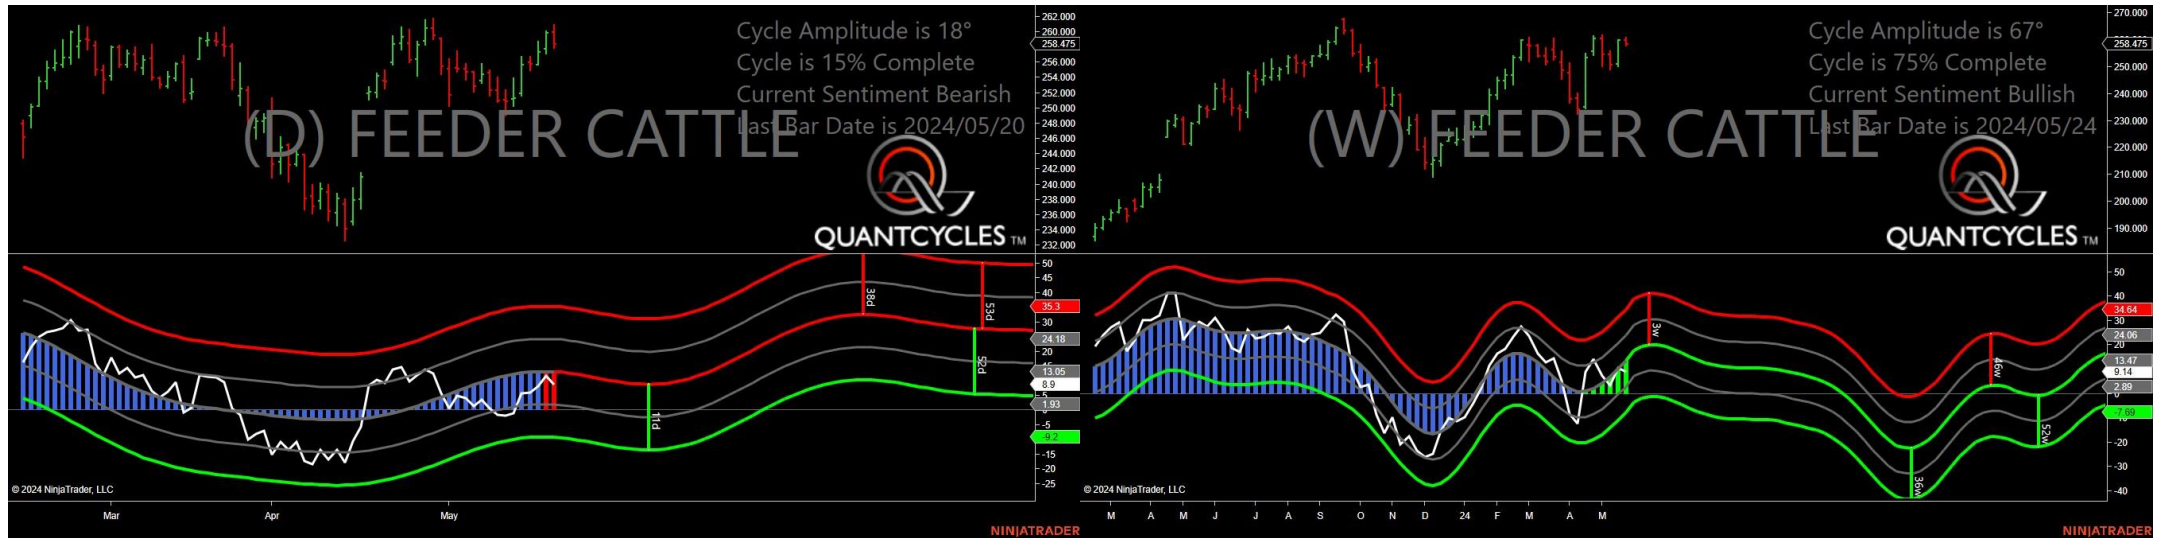 Cycle Amplitude is 18°
Cycle is 15% Complete
Current Sentiment Bearish
Last Bar Date is 2024/05/20
(D) FEEDER CATTLE
QUANTCYCLES TM
262.000
260.000
258.475
256.000
254.000
252.000
250.000
248.000
246.000
244.000
242.000
240.000
238.000
236.000
234.000
232.000
50
45
40
35.3
30
24.18
20
13.05
8.9
5
1.93
-5
-9.2
-15
-20
-25
11d
38d
53d
52d
© 2024 NinjaTrader, LLC
Mar
Apr
May
NINJATRADER
Cycle Amplitude is 67°
Cycle is 75% Complete
Current Sentiment Bullish
Last Bar Date is 2024/05/24
(W) FEEDER CATTLE
QUANTCYCLES TM
270.000
258.475
250.000
240.000
230.000
220.000
210.000
200.000
190.000
50
40
34.64
30
24.06
20
13.47
9.14
2.89
0
-7.69
-20
-30
-40
3w
36w
46w
52w
© 2024 NinjaTrader, LLC
M A M J J A S O N D 24 F M A M
NINJATRADER